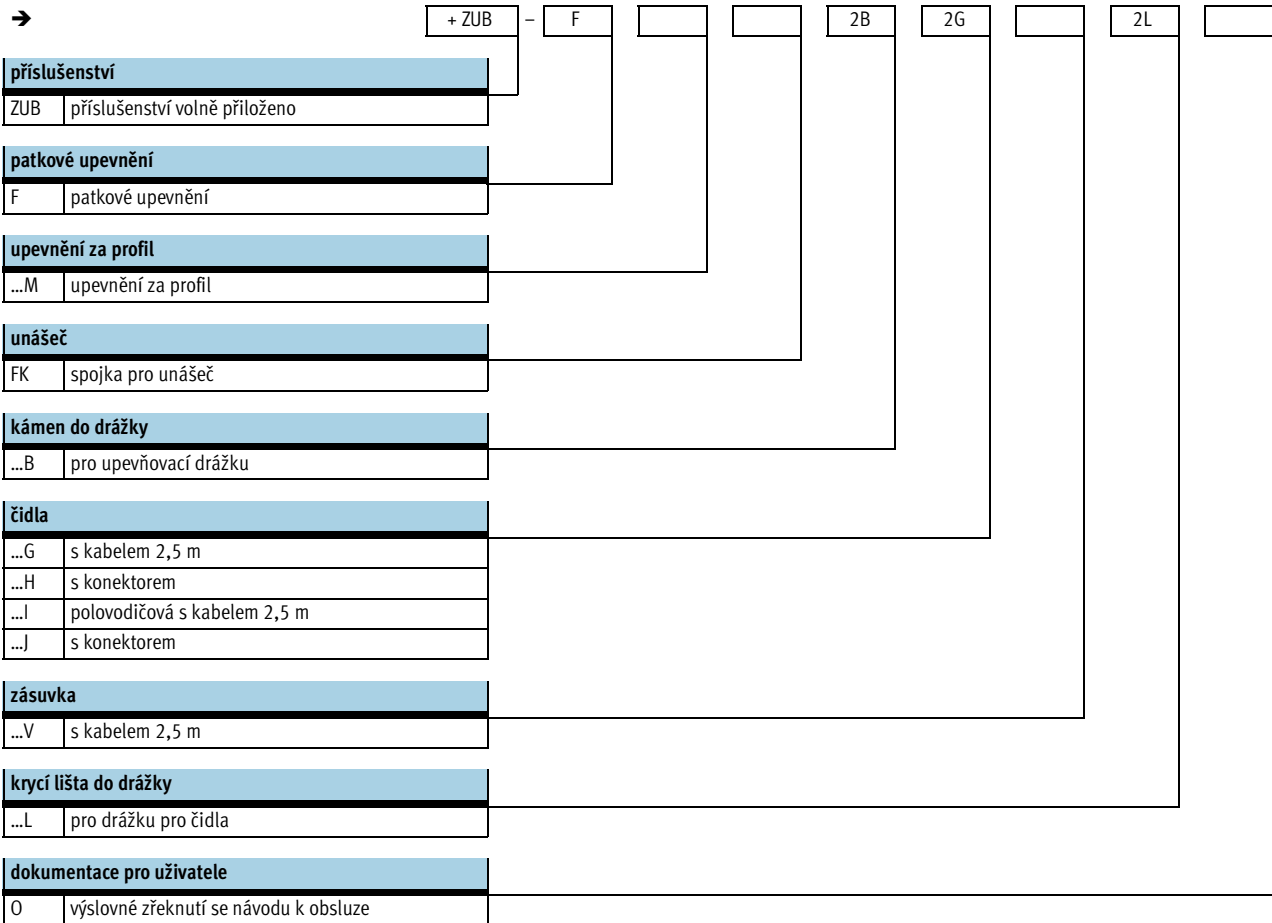 ➔ + ZUB – F 2B 2G 2L
příslušenství
ZUB příslušenství volně přiloženo
patkové upevnění
F patkové upevnění
upevnění za profil
...M upevnění za profil
unášeč
FK spojka pro unášeč
kámen do drážky
...B pro upevňovací drážku
čidla
...G s kabelem 2,5 m
...H s konektorem
...I polovodičová s kabelem 2,5 m
...J s konektorem
zásuvka
...V s kabelem 2,5 m
krycí lišta do drážky
...L pro drážku pro čidla
dokumentace pro uživatele
O výslovné zřeknutí se návodu k obsluze